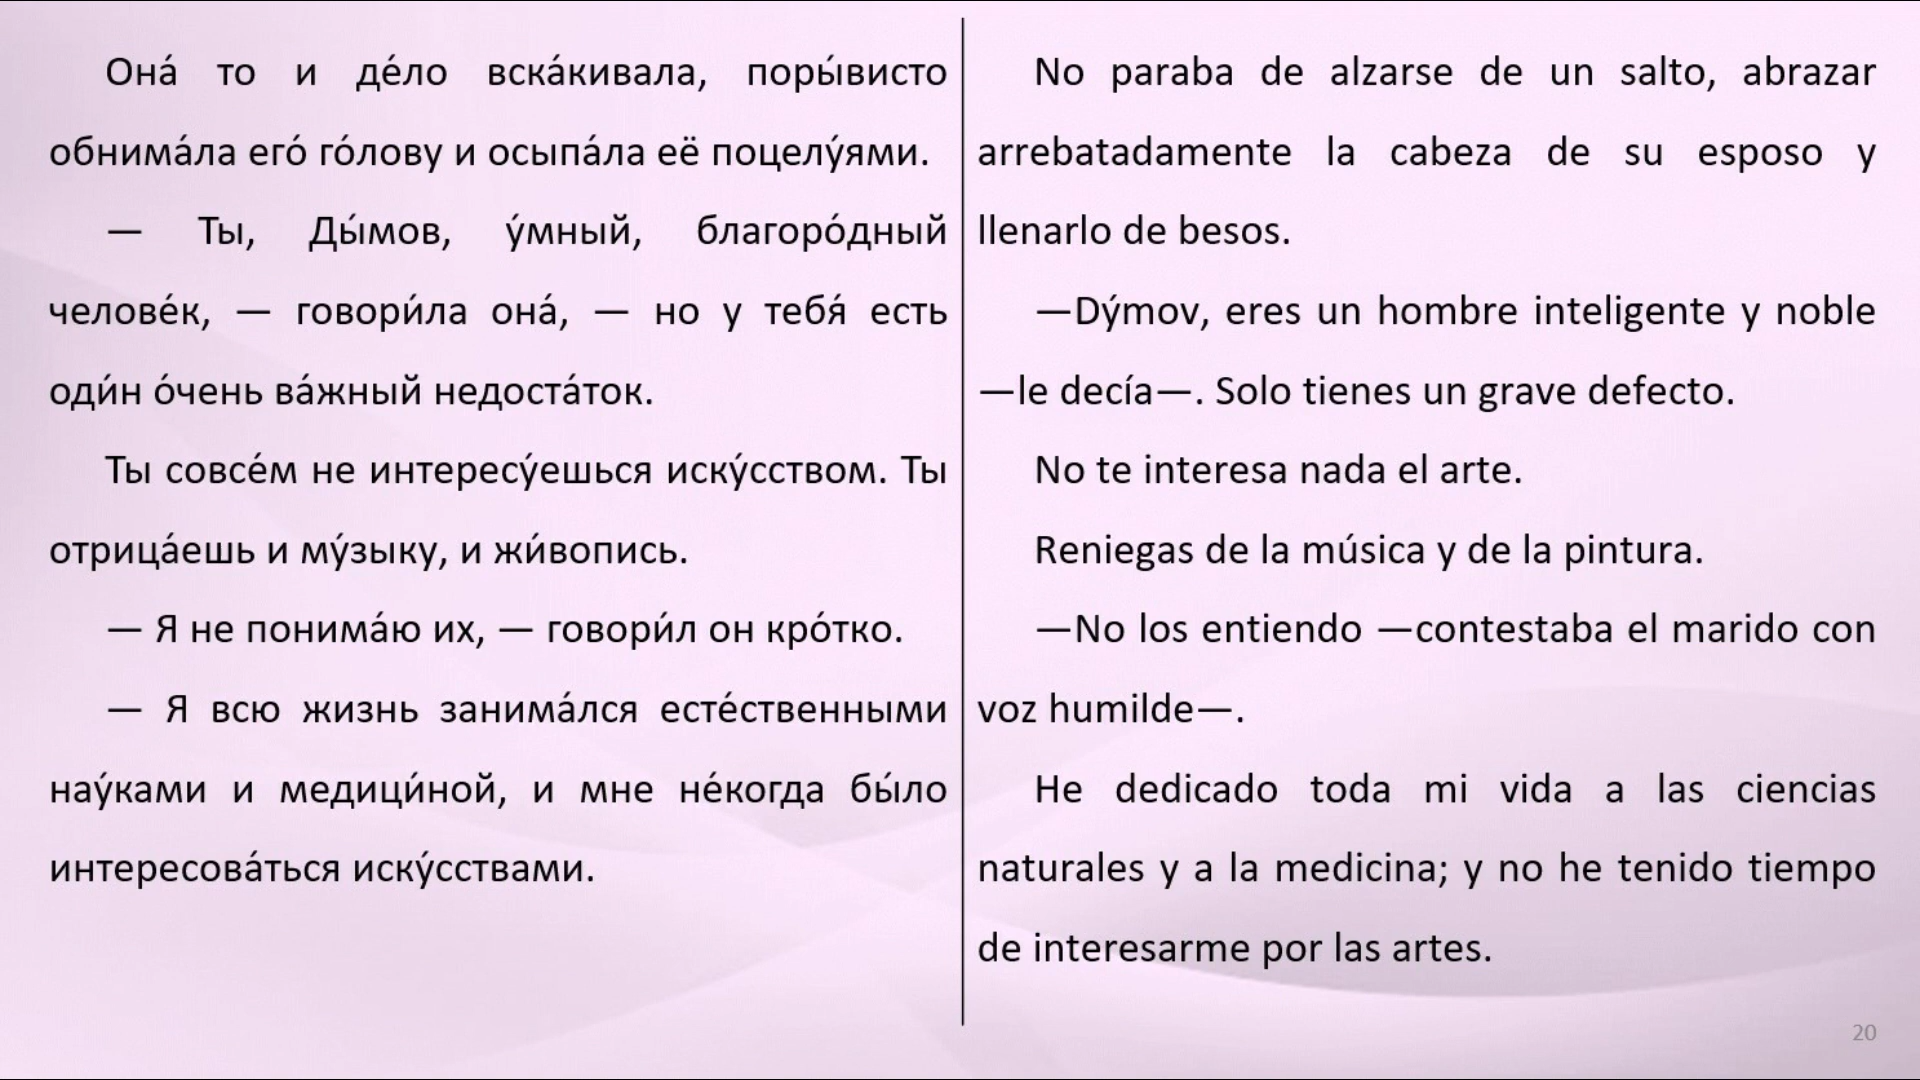 Она́ то и де́ло вска́кивала, поры́висто
обнима́ла его́ го́лову и осыпа́ла её поцелу́ями.
— Ты, Ды́мов, у́мный, благоро́дный
челове́к, — говори́ла она́, — но у тебя́ есть
оди́н о́чень ва́жный недоста́ток.
Ты совсе́м не интересу́ешься иску́сством. Ты
отрица́ешь и му́зыку, и жи́вопись.
— Я не понима́ю их, — говори́л он кро́тко.
— Я всю жизнь занима́лся есте́ственными
нау́ками и медици́ной, и мне не́когда бы́ло
интересова́ться иску́сствами.
No paraba de alzarse de un salto, abrazar
arrebatadamente la cabeza de su esposo y
llenarlo de besos.
—Dýmov, eres un hombre inteligente y noble
—le decía—. Solo tienes un grave defecto.
No te interesa nada el arte.
Reniegas de la música y de la pintura.
—No los entiendo —contestaba el marido con
voz humilde—.
He dedicado toda mi vida a las ciencias
naturales y a la medicina; y no he tenido tiempo
de interesarme por las artes.
20